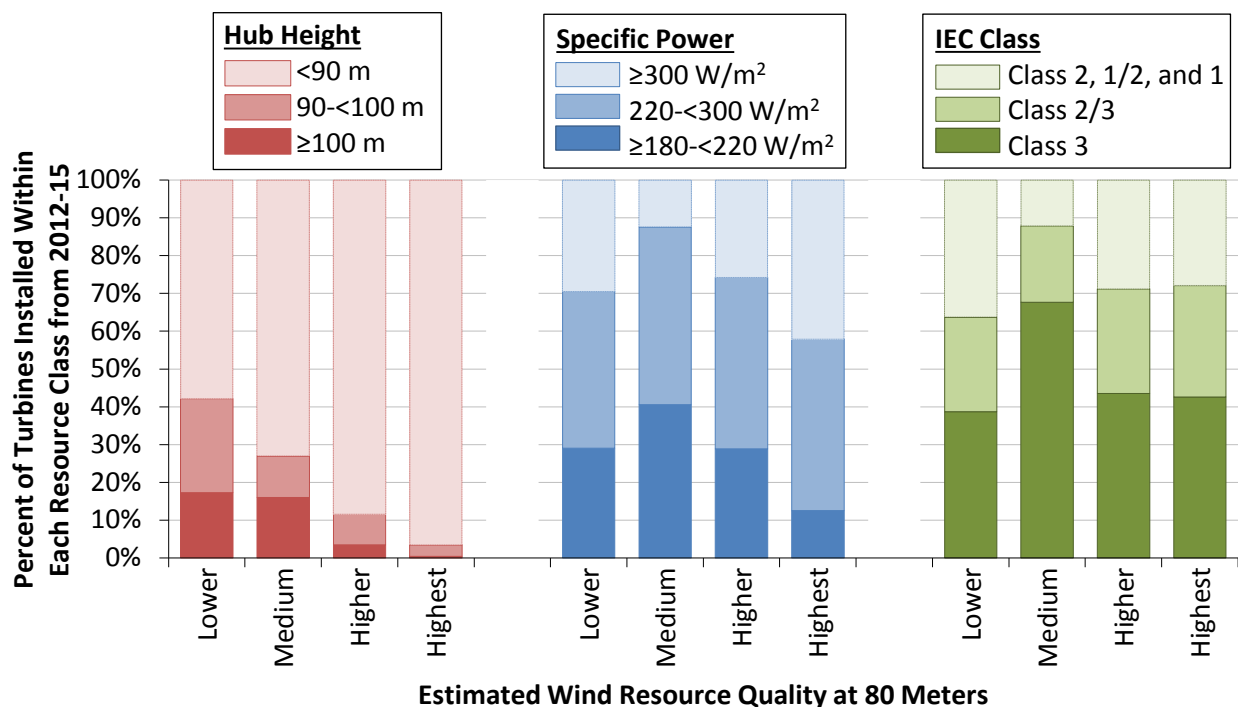 Hub Height
<90 m
90-<100 m
≥100 m
Specific Power
≥300 W/m²
220-<300 W/m²
≥180-<220 W/m²
IEC Class
Class 2, 1/2, and 1
Class 2/3
Class 3
Percent of Turbines Installed Within
Each Resource Class from 2012-15
100%
90%
80%
70%
60%
50%
40%
30%
20%
10%
0%
Lower
Medium
Higher
Highest
Lower
Medium
Higher
Highest
Lower
Medium
Higher
Highest
Estimated Wind Resource Quality at 80 Meters